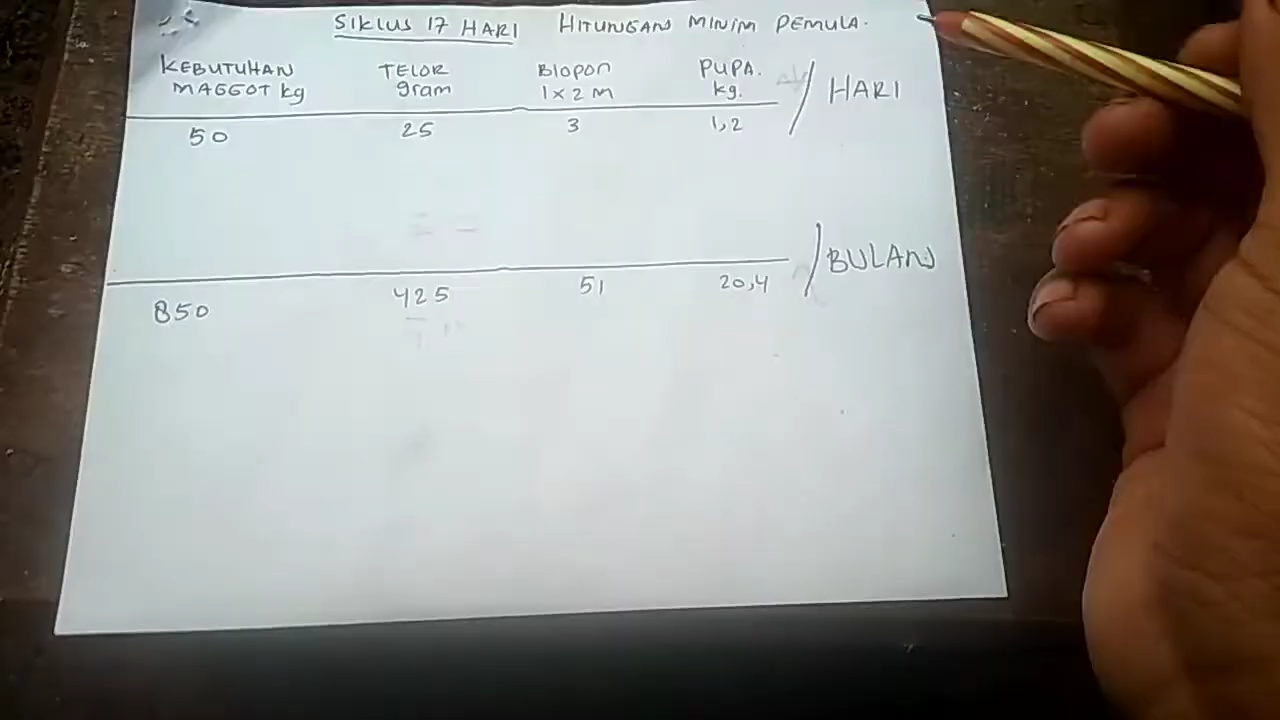 SIKLUS 17 HARI HITUNGAN MINIM PEMULA.
KEBUTUHAN MAGGOT kg
TELOR gram
BIOPON 1 x 2 M
PUPA. kg.
/ HARI
50 25 3 1,2
/ BULAN
850 425 51 20,4